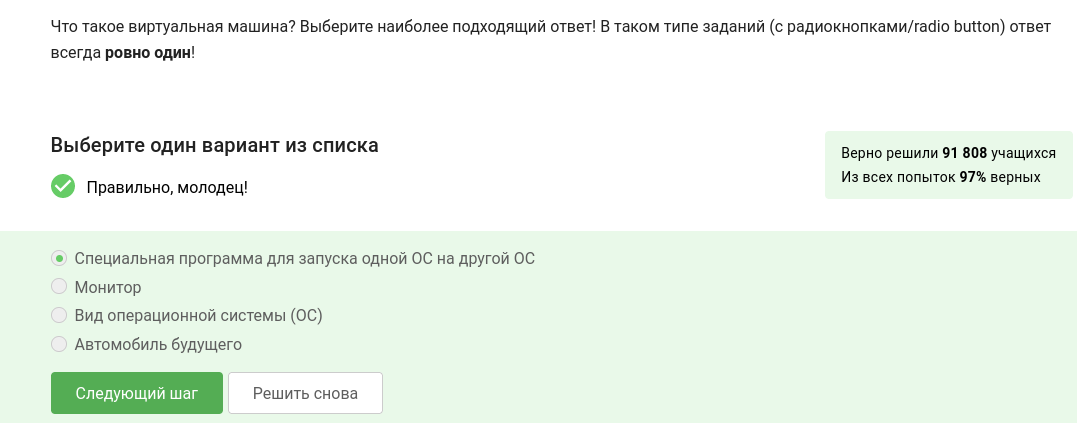 Что такое виртуальная машина? Выберите наиболее подходящий ответ! В таком типе заданий (с радиокнопками/radio button) ответ
всегда ровно один!
Выберите один вариант из списка
Верно решили 91 808 учащихся
Из всех попыток 97% верных
Правильно, молодец!
Специальная программа для запуска одной ОС на другой ОС
Монитор
Вид операционной системы (ОС)
Автомобиль будущего
Следующий шаг
Решить снова